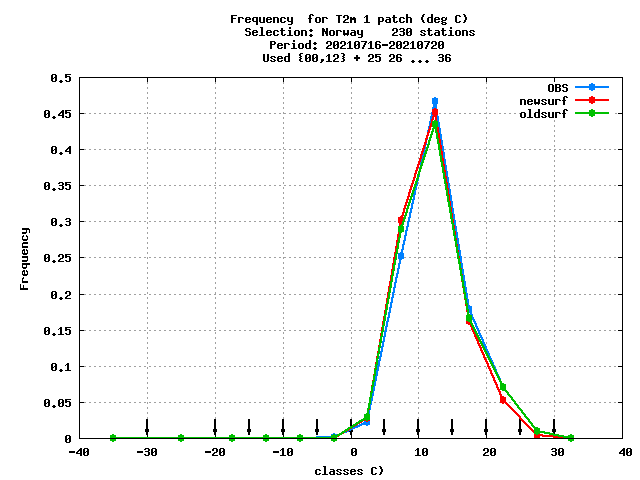 Frequency  for T2m 1 patch (deg C)
Selection: Norway    230 stations
Period: 20210716-20210720
Used {00,12} + 25 26 ... 36
0.5
0.45
0.4
0.35
0.3
0.25
0.2
0.15
0.1
0.05
0
Frequency
OBS
newsurf
oldsurf
-40 -30 -20 -10 0 10 20 30 40
classes C)